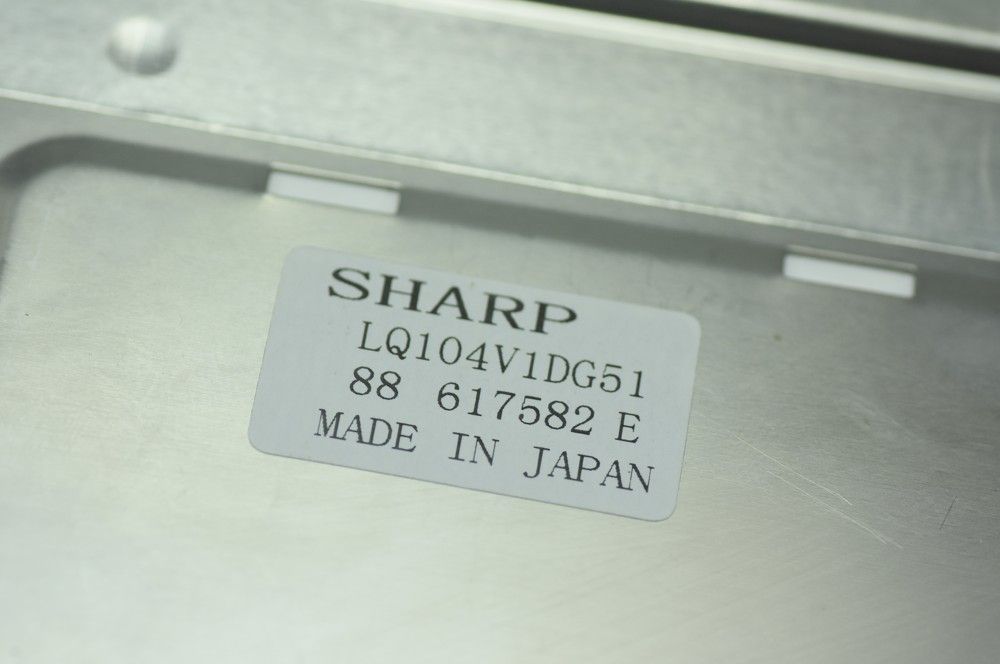 SHARP
LQ104V1DG51
88 617582 E
MADE IN JAPAN